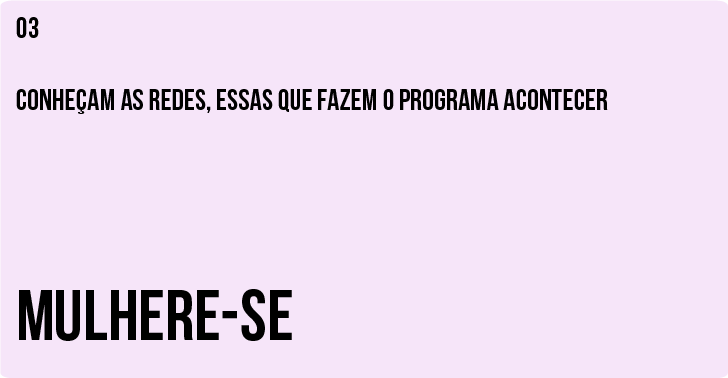 03
CONHEÇAM AS REDES, ESSAS QUE FAZEM O PROGRAMA ACONTECER
MULHERE-SE